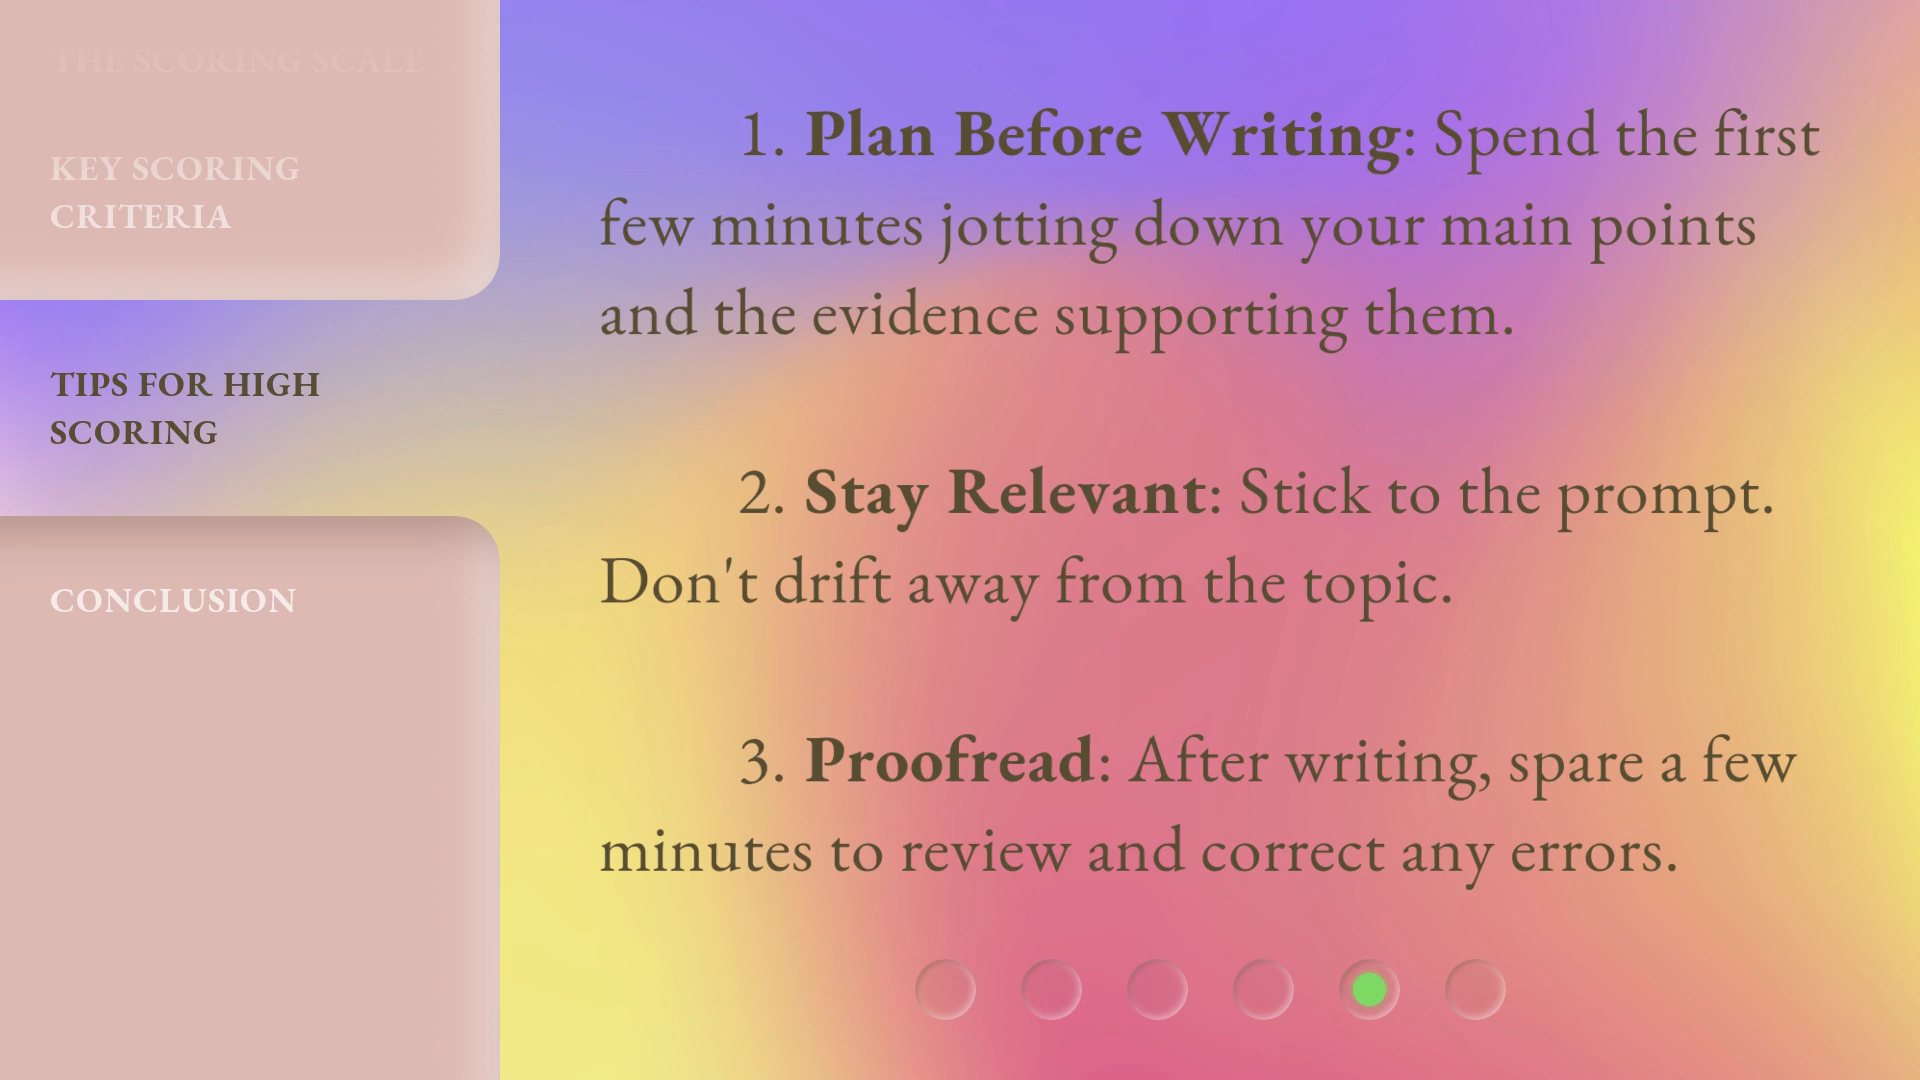 THE SCORING SCALE
KEY SCORING
CRITERIA
TIPS FOR HIGH
SCORING
CONCLUSION
1. Plan Before Writing: Spend the first
few minutes jotting down your main points
and the evidence supporting them.
2. Stay Relevant: Stick to the prompt.
Don't drift away from the topic.
3. Proofread: After writing, spare a few
minutes to review and correct any errors.